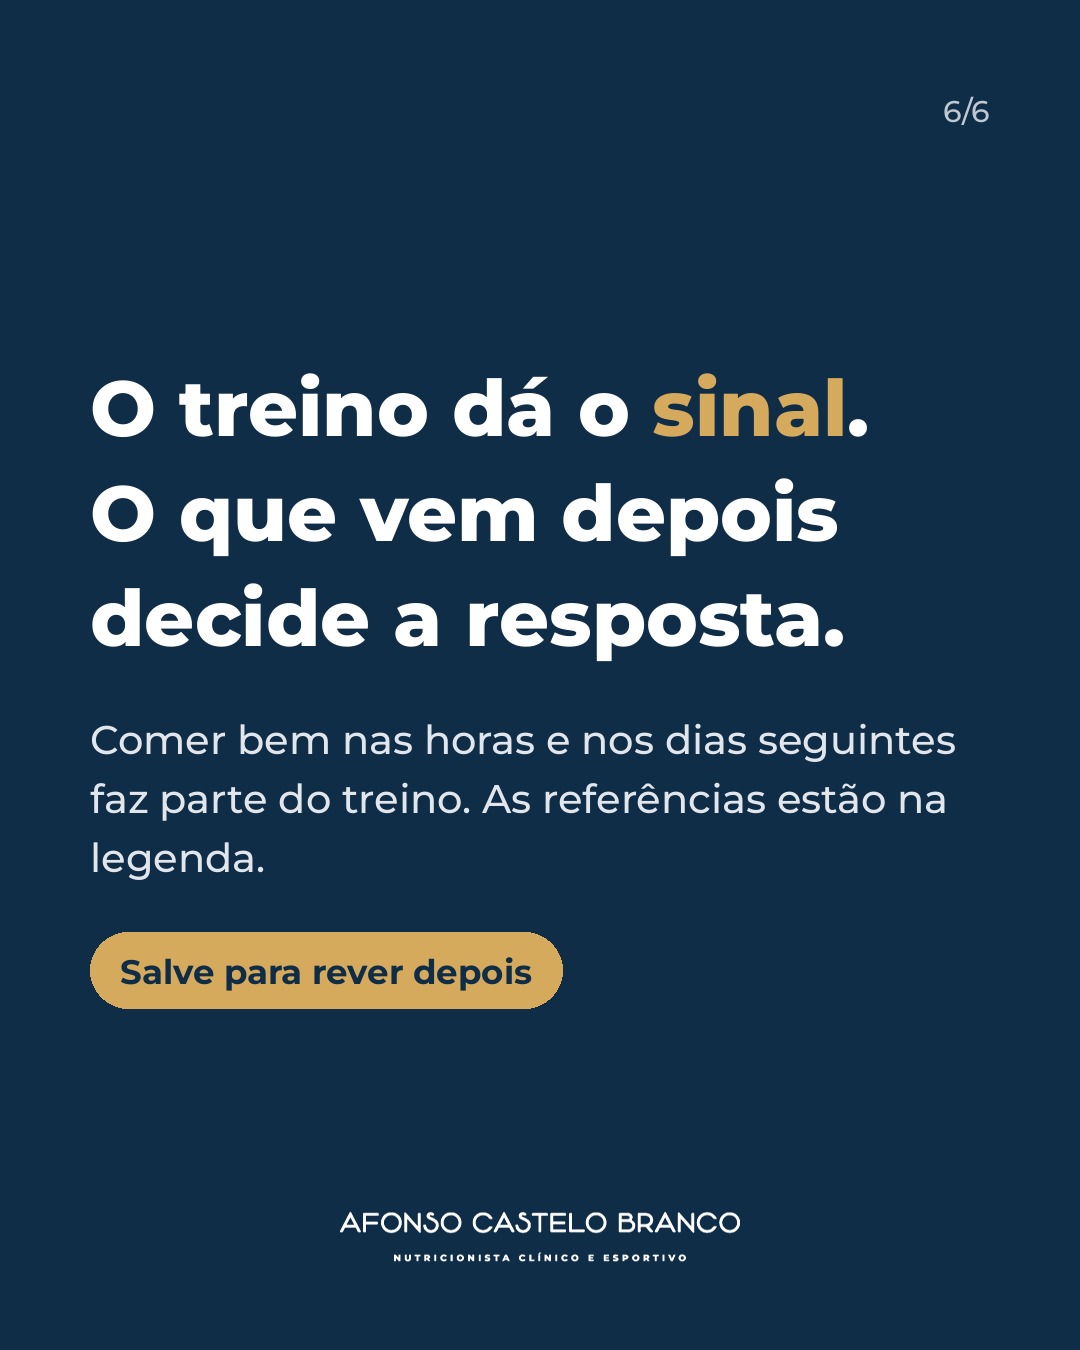 6/6
O treino dá o sinal.
O que vem depois
decide a resposta.
Comer bem nas horas e nos dias seguintes
faz parte do treino. As referências estão na
legenda.
Salve para rever depois
AFONSO CASTELO BRANCO
NUTRICIONISTA CLÍNICO E ESPORTIVO